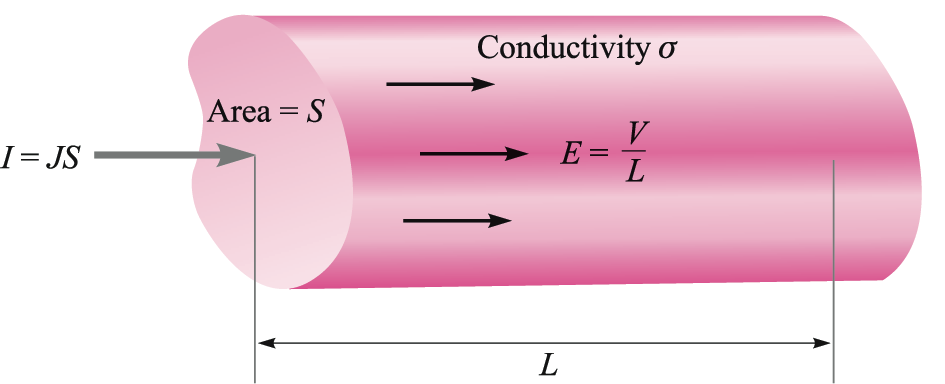 Conductivity σ
Area = S
I = JS
E = V/L
L